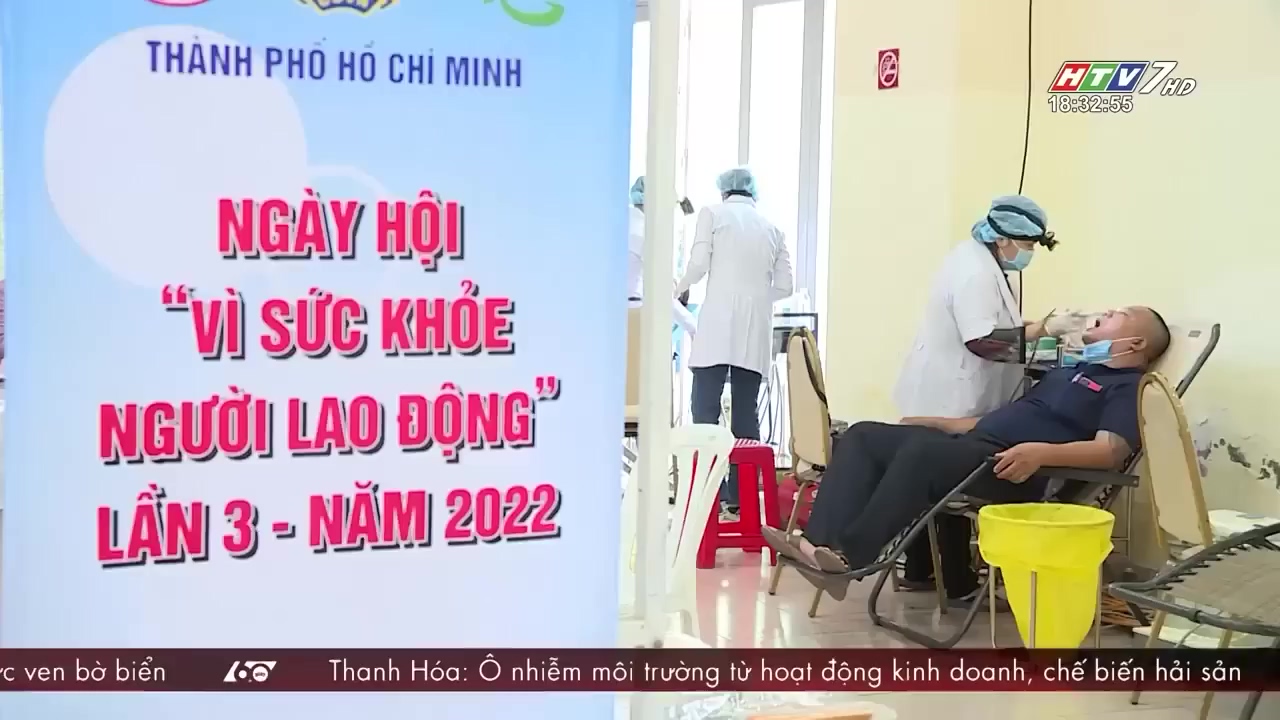 THÀNH PHỐ HỒ CHÍ MINH
NGÀY HỘI
“VÌ SỨC KHỎE
NGƯỜI LAO ĐỘNG”
LẦN 3 - NĂM 2022
HTV7 HD
18:32:55
ven bờ biển
60 giây
Thanh Hóa: Ô nhiễm môi trường từ hoạt động kinh doanh, chế biến hải sản